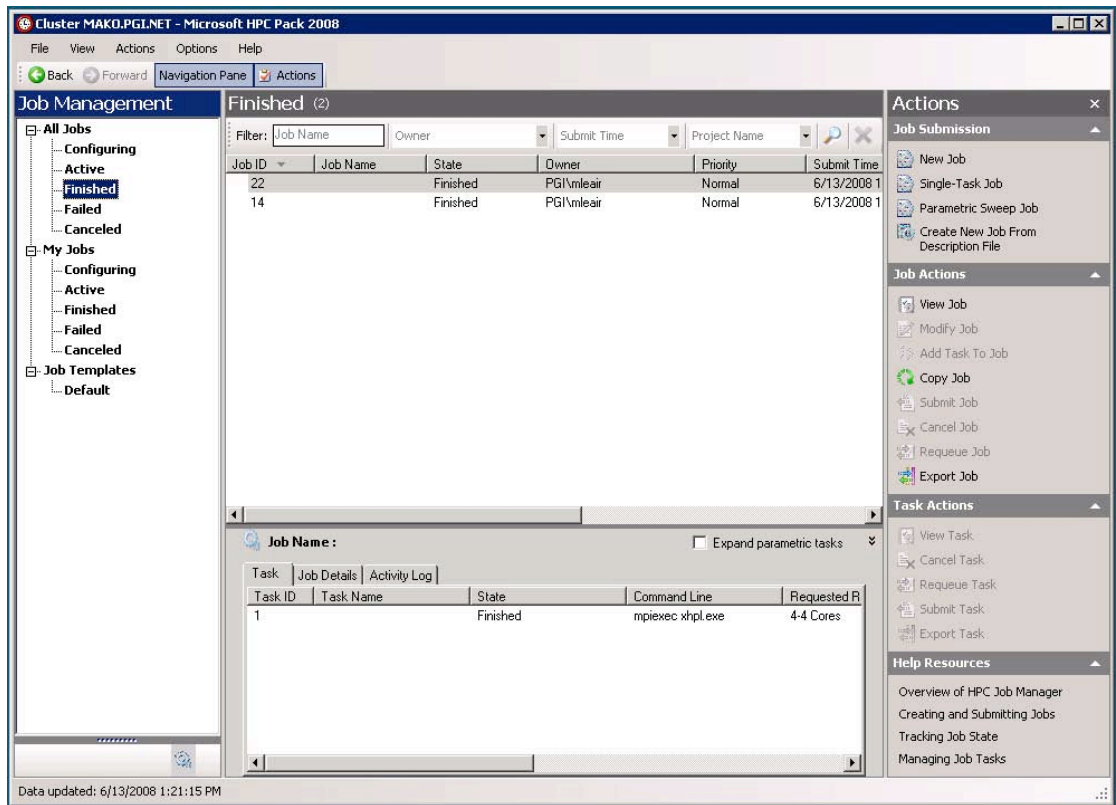 Cluster MAKO.PGI.NET - Microsoft HPC Pack 2008
File View Actions Options Help
Back Forward Navigation Pane Actions
Job Management
All Jobs
Configuring
Active
Finished
Failed
Canceled
My Jobs
Configuring
Active
Finished
Failed
Canceled
Job Templates
Default
Finished (2)
Filter: Job Name Owner Submit Time Project Name
Job ID Job Name State Owner Priority Submit Time
22 Finished PGI\mleair Normal 6/13/2008 1
14 Finished PGI\mleair Normal 6/13/2008 1
Job Name : Expand parametric tasks
Task Job Details Activity Log
Task ID Task Name State Command Line Requested R
1 Finished mpiexec xhpl.exe 4-4 Cores
Actions
Job Submission
New Job
Single-Task Job
Parametric Sweep Job
Create New Job From
Description File
Job Actions
View Job
Modify Job
Add Task To Job
Copy Job
Submit Job
Cancel Job
Requeue Job
Export Job
Task Actions
View Task
Cancel Task
Requeue Task
Submit Task
Export Task
Help Resources
Overview of HPC Job Manager
Creating and Submitting Jobs
Tracking Job State
Managing Job Tasks
Data updated: 6/13/2008 1:21:15 PM